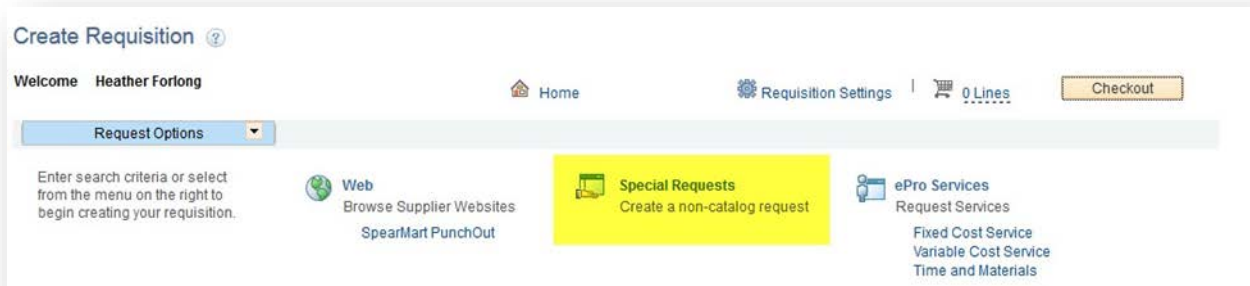 Create Requisition ?
Welcome Heather Forlong
Home
Requisition Settings | 0 Lines
Checkout
Request Options
Enter search criteria or select
from the menu on the right to
begin creating your requisition.
Web
Browse Supplier Websites
SpearMart PunchOut
Special Requests
Create a non-catalog request
ePro Services
Request Services
Fixed Cost Service
Variable Cost Service
Time and Materials